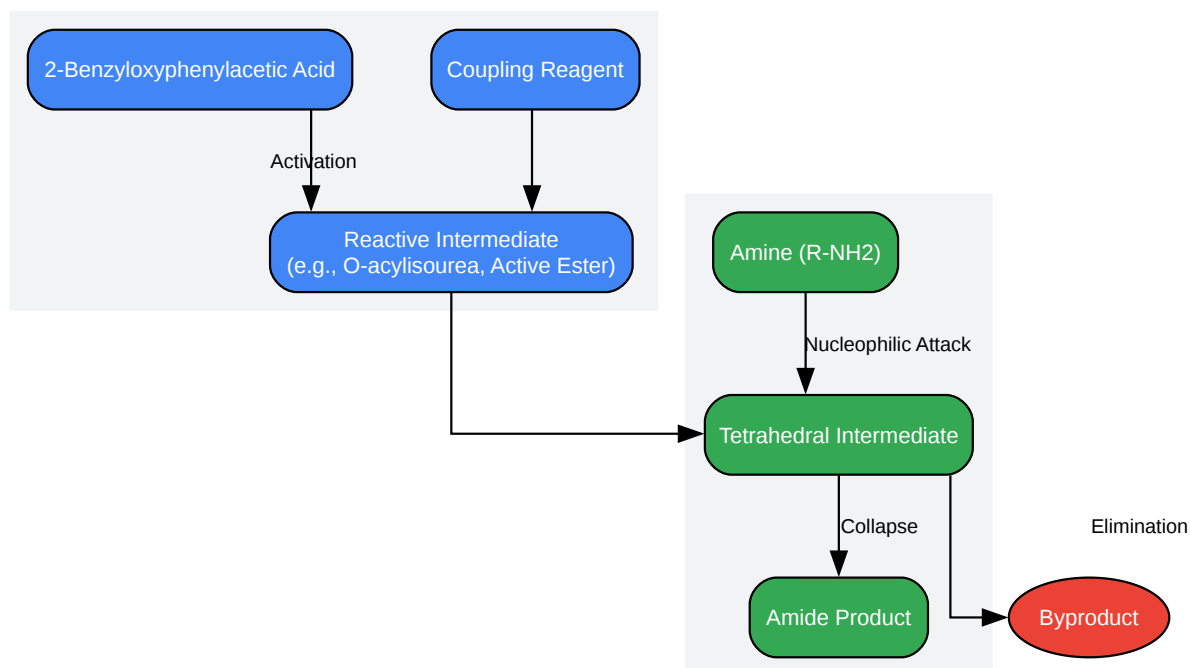 2-Benzyloxyphenylacetic Acid
Coupling Reagent
Activation
Reactive Intermediate
(e.g., O-acylisourea, Active Ester)
Amine (R-NH2)
Nucleophilic Attack
Tetrahedral Intermediate
Collapse
Elimination
Amide Product
Byproduct